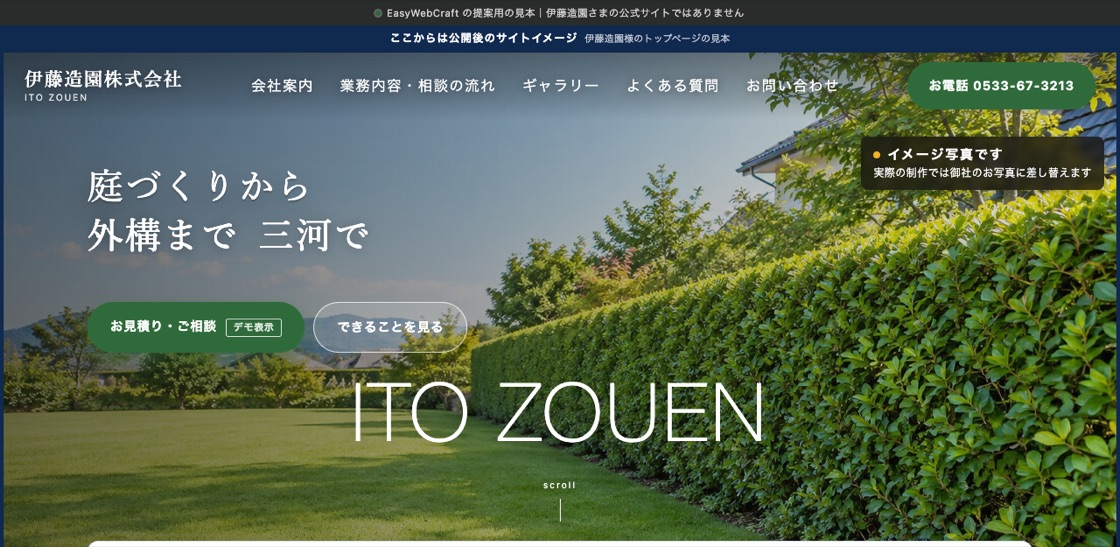 EasyWebCraft の提案用の見本｜伊藤造園さまの公式サイトではありません
ここからは公開後のサイトイメージ 伊藤造園様のトップページの見本
伊藤造園株式会社
ITO ZOUEN
会社案内 業務内容・相談の流れ ギャラリー よくある質問 お問い合わせ
お電話 0533-67-3213
イメージ写真です
実際の制作では御社のお写真に差し替えます
庭づくりから
外構まで 三河で
お見積り・ご相談 デモ表示 できることを見る
ITO ZOUEN
scroll